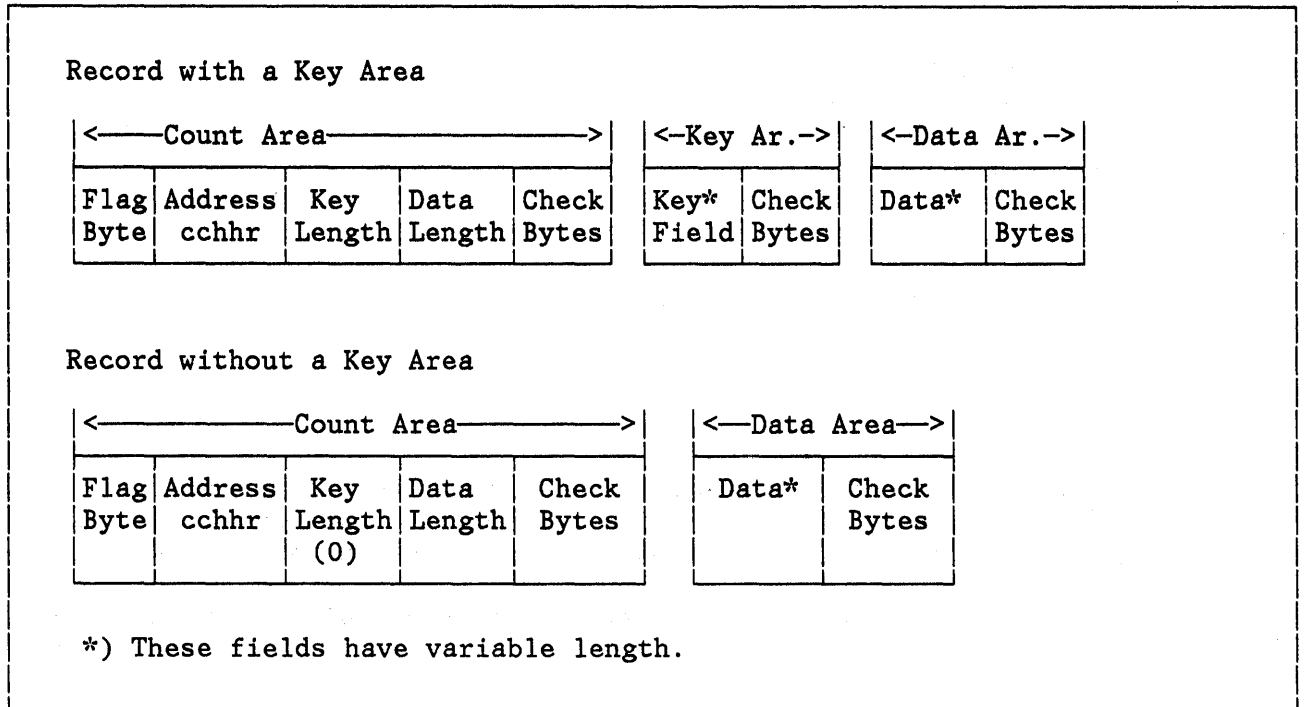 Record with a Key Area
<——Count Area————————> <—Key Ar.—> <—Data Ar.—>
Flag Address Key Data Check Key* Check Data* Check
Byte cchhr Length Length Bytes Field Bytes Bytes
Record without a Key Area
<————————Count Area——————> <——Data Area——>
Flag Address Key Data Check Data* Check
Byte cchhr Length Length Bytes Bytes
(0)
*) These fields have variable length.